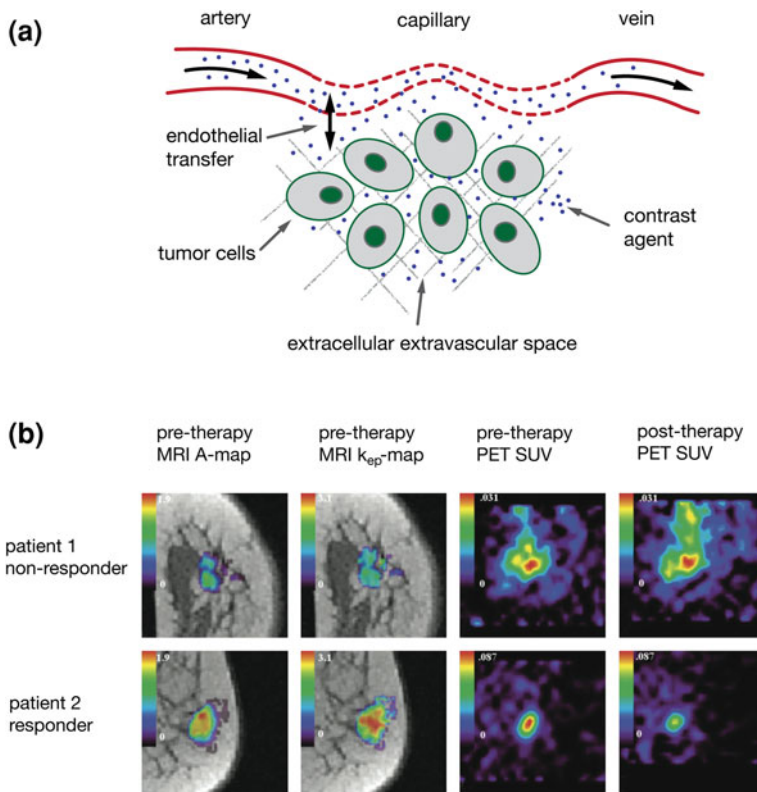 (a)
artery capillary vein
endothelial
transfer
tumor cells
contrast
agent
extracellular extravascular space
(b)
pre-therapy pre-therapy pre-therapy post-therapy
MRI A-map MRI kep-map PET SUV PET SUV
patient 1
non-responder
1.9 3.1 .031 .031
0 0 0 0
patient 2
responder
1.9 3.1 .087 .087
0 0 0 0